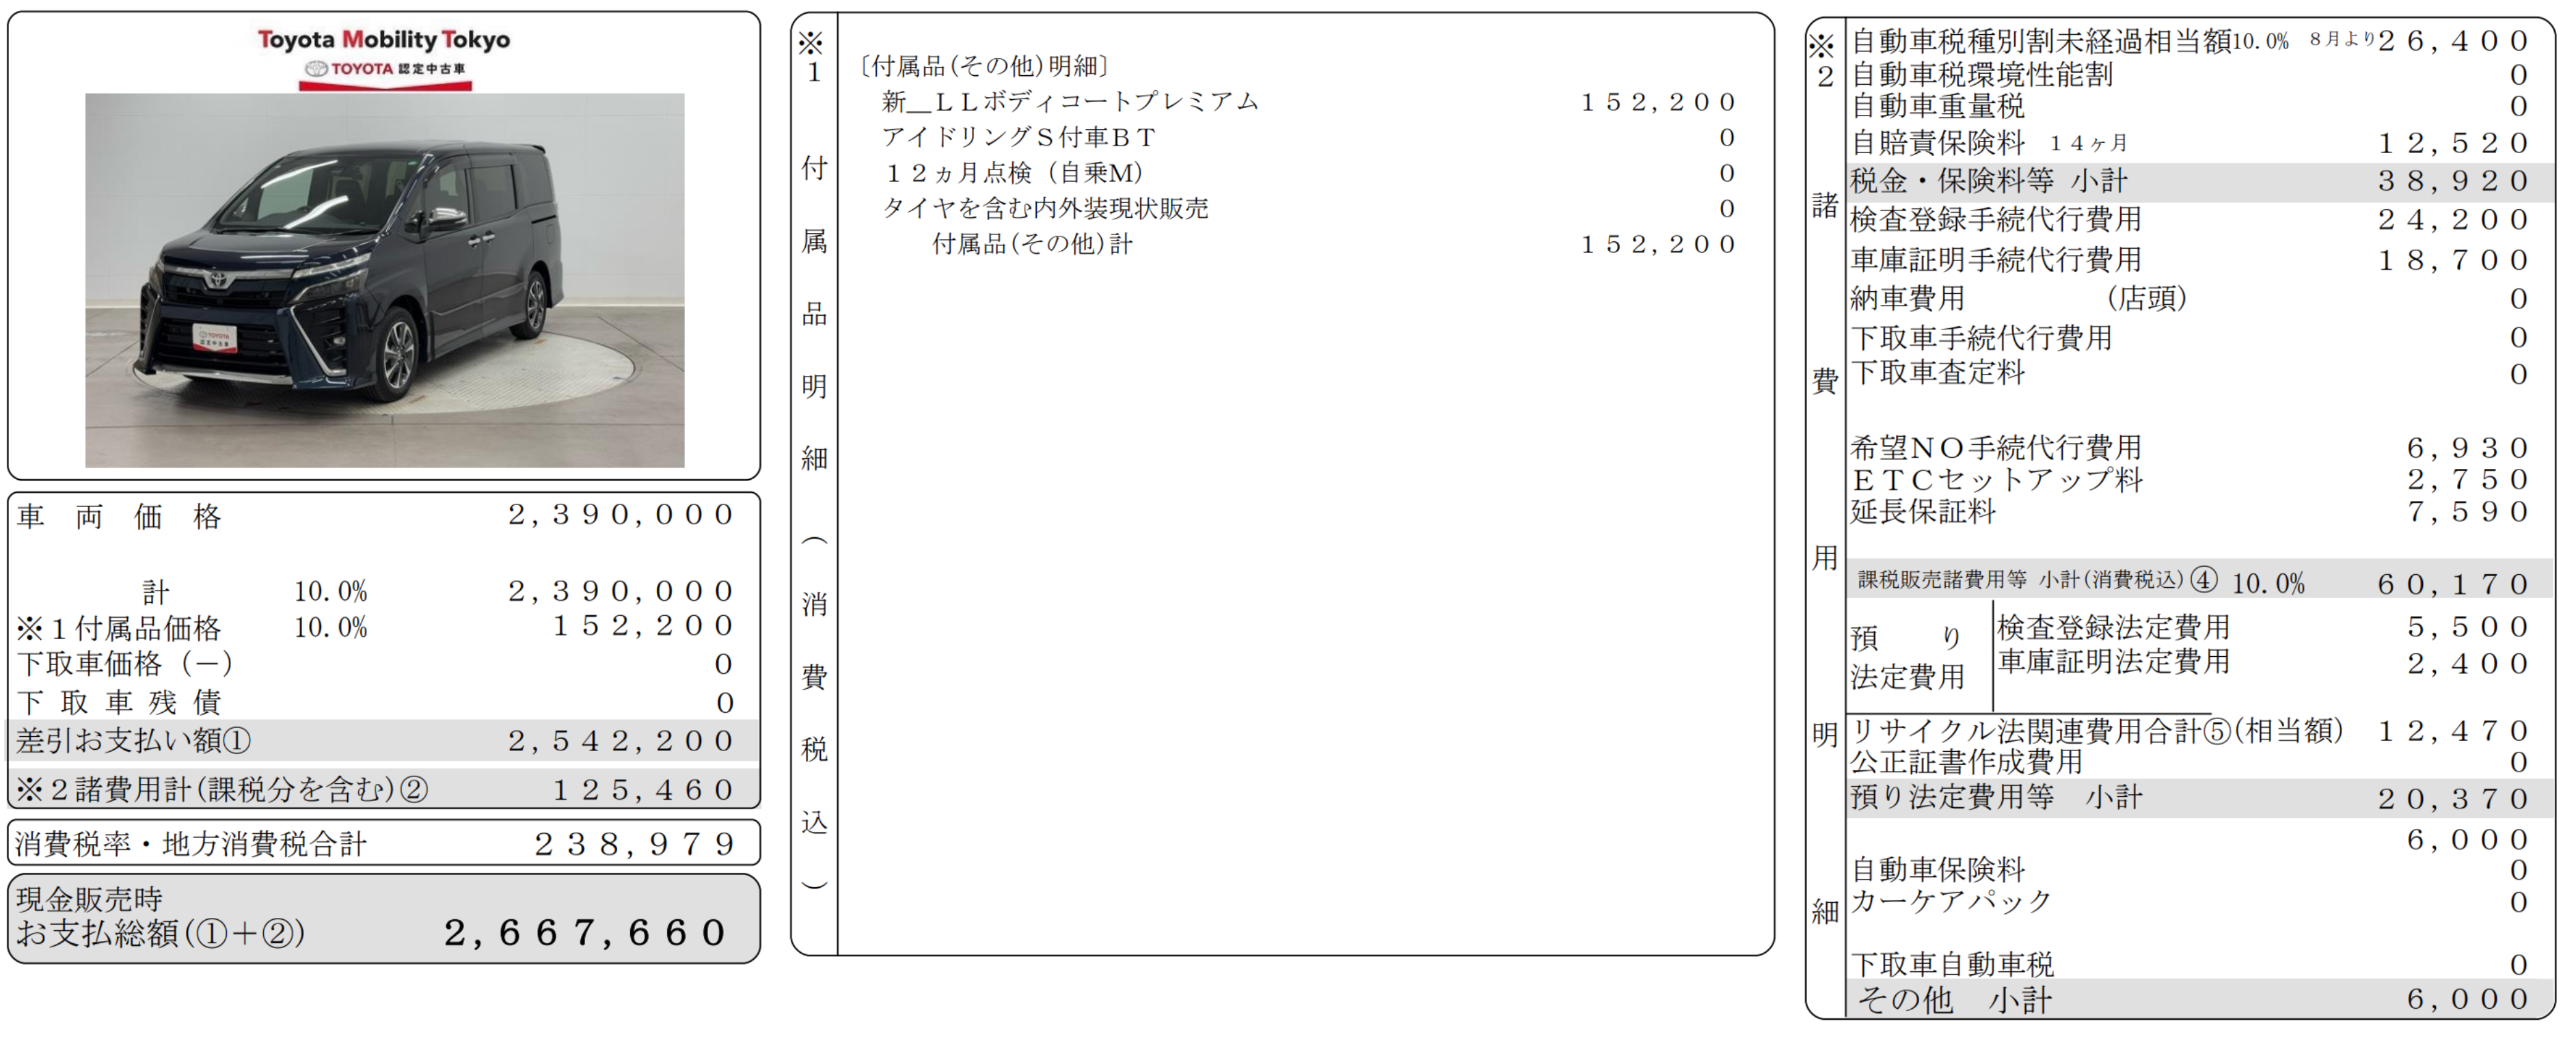 Toyota Mobility Tokyo
TOYOTA 認定中古車
TOYOTA
認定中古車
車両価格 2,390,000
計 10.0% 2,390,000
※1付属品価格 10.0% 152,200
下取車価格(−) 0
下取車残債 0
差引お支払い額① 2,542,200
※2諸費用計(課税分を含む)② 125,460
消費税率・地方消費税合計 238,979
現金販売時
お支払総額(①+②) 2,667,660
※1 付属品明細(消費税込)
〔付属品(その他)明細〕
新__LLボディコートプレミアム 152,200
アイドリングS付車BT 0
12ヵ月点検(自乗M) 0
タイヤを含む内外装現状販売 0
付属品(その他)計 152,200
※2 諸費用明細
自動車税種別割未経過相当額10.0% 8月より26,400
自動車税環境性能割 0
自動車重量税 0
自賠責保険料 14ヶ月 12,520
税金・保険料等 小計 38,920
検査登録手続代行費用 24,200
車庫証明手続代行費用 18,700
納車費用 (店頭) 0
下取車手続代行費用 0
下取車査定料 0
希望NO手続代行費用 6,930
ETCセットアップ料 2,750
延長保証料 7,590
課税販売諸費用等 小計(消費税込)④ 10.0% 60,170
預り法定費用
検査登録法定費用 5,500
車庫証明法定費用 2,400
リサイクル法関連費用合計⑤(相当額) 12,470
公正証書作成費用 0
預り法定費用等 小計 20,370
6,000
自動車保険料 0
カーケアパック 0
下取車自動車税 0
その他 小計 6,000